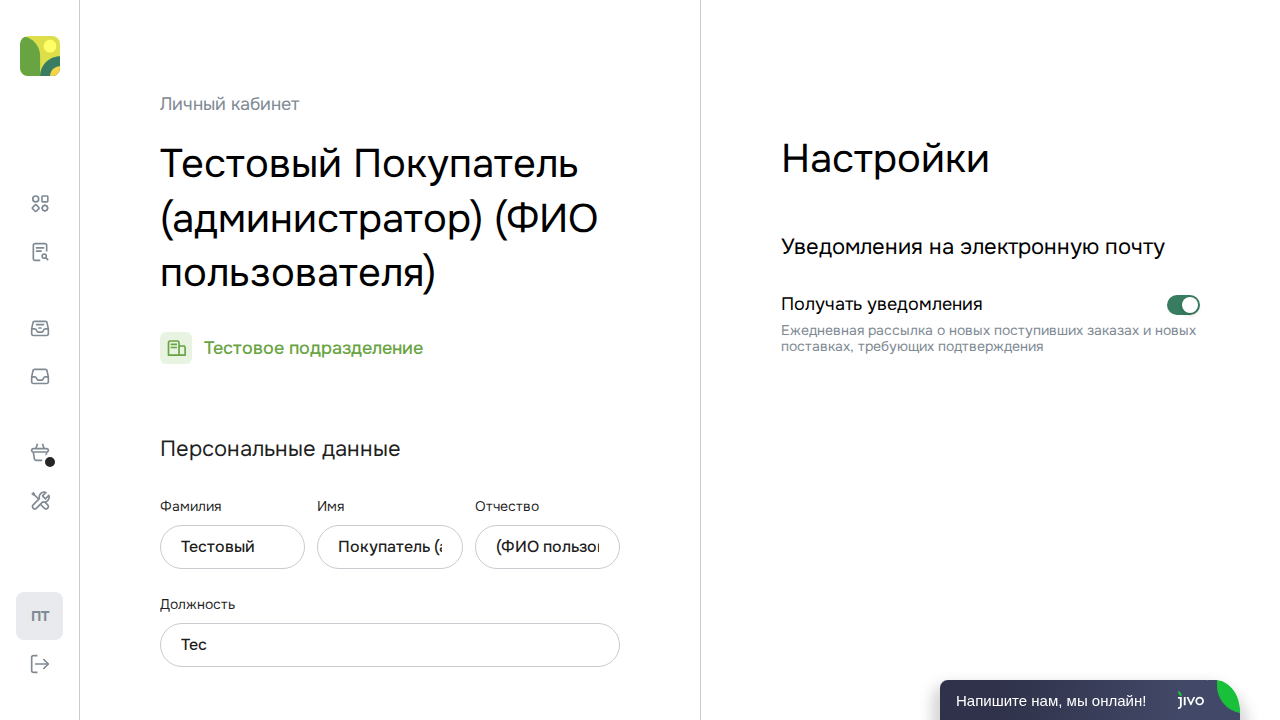 Личный кабинет
Тестовый Покупатель
(администратор) (ФИО
пользователя)
Тестовое подразделение
Персональные данные
Фамилия
Имя
Отчество
Тестовый
Покупатель (а
(ФИО пользо
Должность
Тес
ПТ
Настройки
Уведомления на электронную почту
Получать уведомления
Ежедневная рассылка о новых поступивших заказах и новых
поставках, требующих подтверждения
Напишите нам, мы онлайн!
jivo